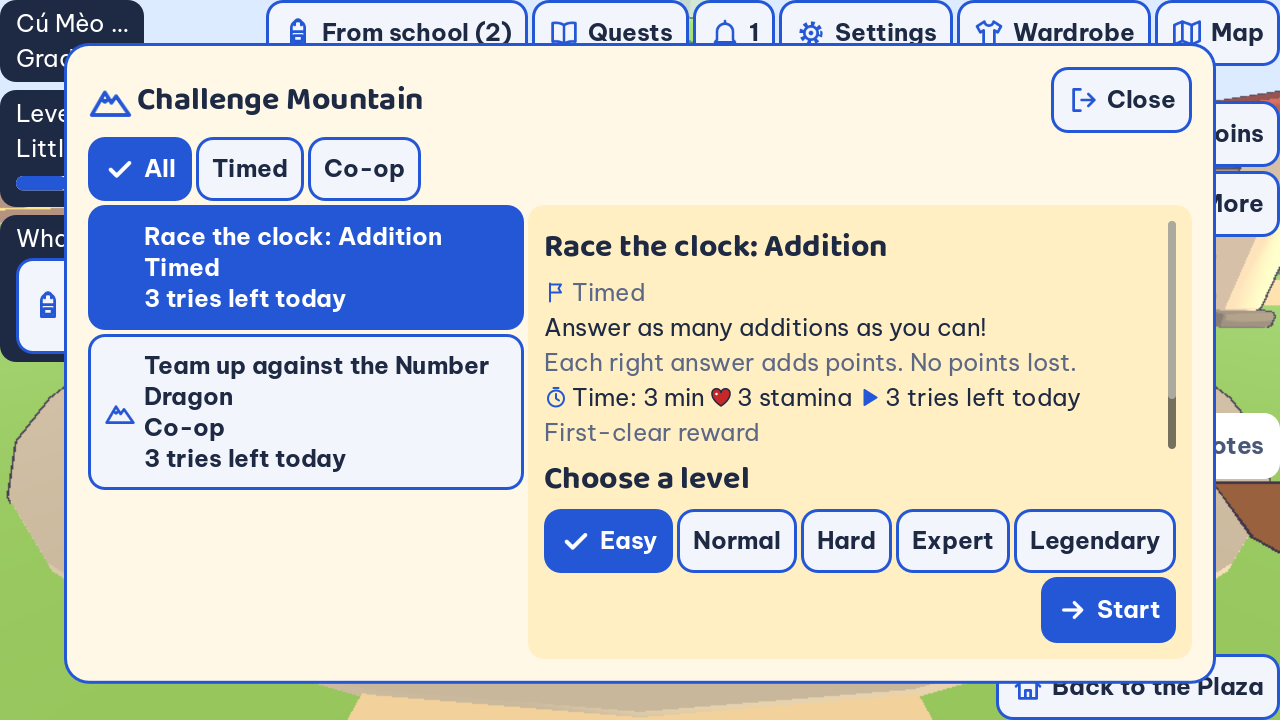 Cú Mèo ...
From school (2)
Quests
1
Settings
Wardrobe
Map
Challenge Mountain
Close
All
Timed
Co-op
Race the clock: Addition
Timed
3 tries left today
Team up against the Number
Dragon
Co-op
3 tries left today
Race the clock: Addition
Timed
Answer as many additions as you can!
Each right answer adds points. No points lost.
Time: 3 min 3 stamina 3 tries left today
First-clear reward
Choose a level
Easy
Normal
Hard
Expert
Legendary
Start
Back to the Plaza